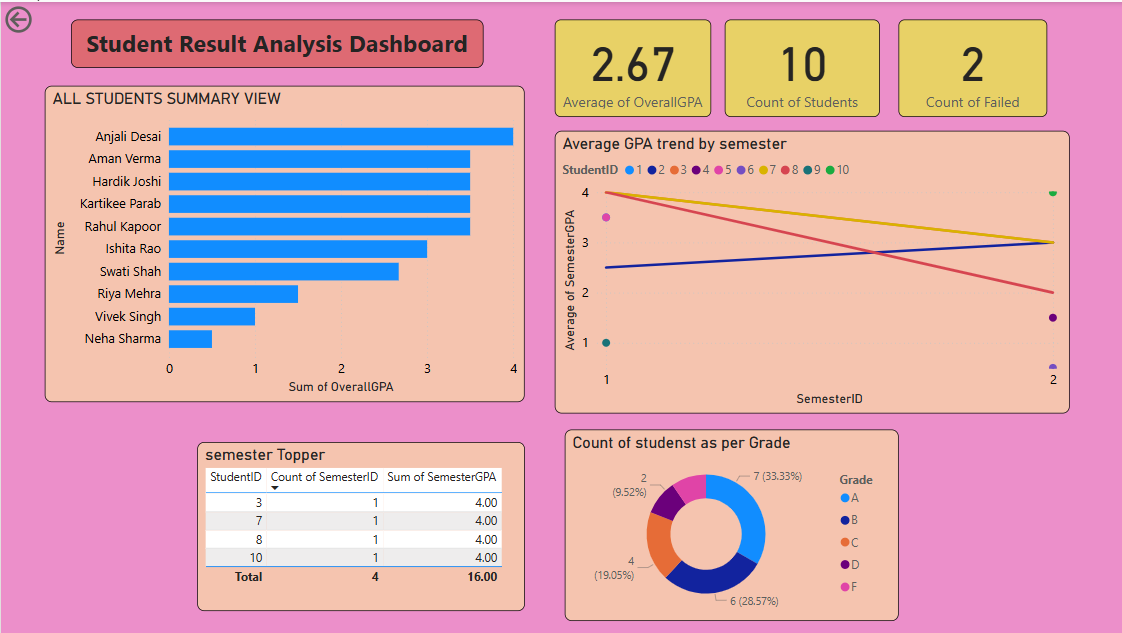 Student Result Analysis Dashboard
2.67
Average of OverallGPA
10
Count of Students
2
Count of Failed
ALL STUDENTS SUMMARY VIEW
Name
Anjali Desai
Aman Verma
Hardik Joshi
Kartikee Parab
Rahul Kapoor
Ishita Rao
Swati Shah
Riya Mehra
Vivek Singh
Neha Sharma
0 1 2 3 4
Sum of OverallGPA
Average GPA trend by semester
StudentID 1 2 3 4 5 6 7 8 9 10
Average of SemesterGPA
4
3
2
1
1 2
SemesterID
semester Topper
StudentID Count of SemesterID Sum of SemesterGPA
3 1 4.00
7 1 4.00
8 1 4.00
10 1 4.00
Total 4 16.00
Count of studenst as per Grade
7 (33.33%)
2
(9.52%)
4
(19.05%)
6 (28.57%)
Grade
A
B
C
D
F